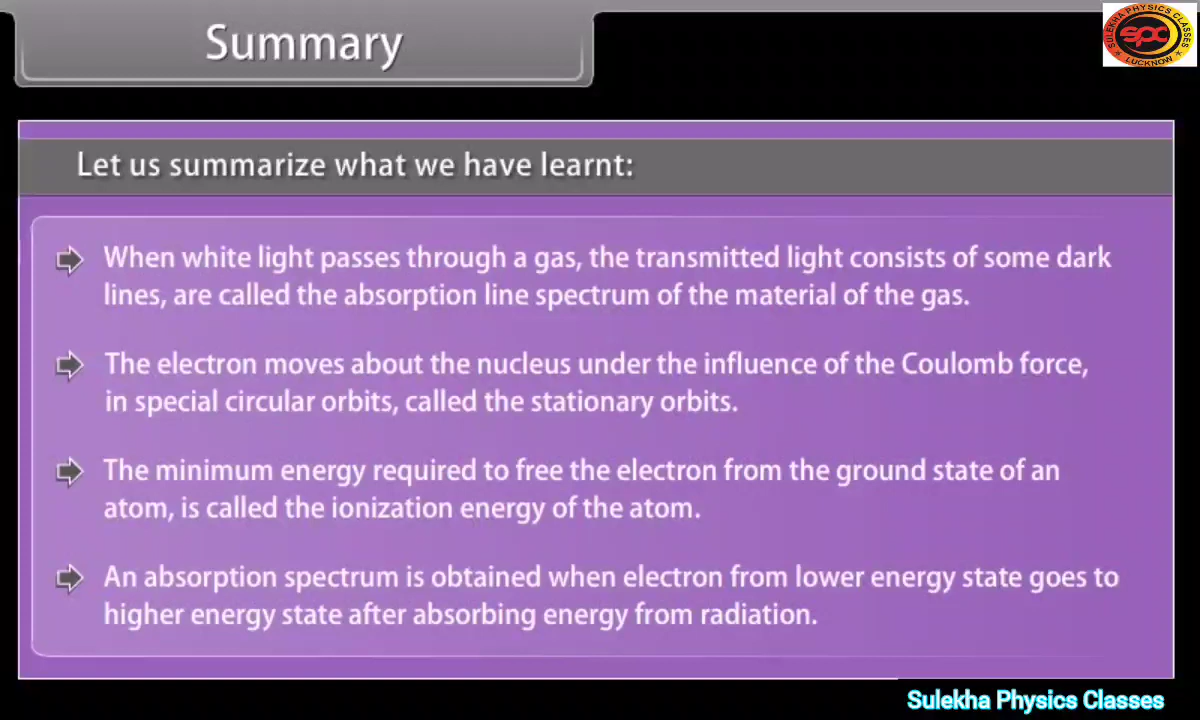 Summary
SULEKHA PHYSICS CLASSES
spc
LUCKNOW
Let us summarize what we have learnt:
When white light passes through a gas, the transmitted light consists of some dark
lines, are called the absorption line spectrum of the material of the gas.
The electron moves about the nucleus under the influence of the Coulomb force,
in special circular orbits, called the stationary orbits.
The minimum energy required to free the electron from the ground state of an
atom, is called the ionization energy of the atom.
An absorption spectrum is obtained when electron from lower energy state goes to
higher energy state after absorbing energy from radiation.
Sulekha Physics Classes